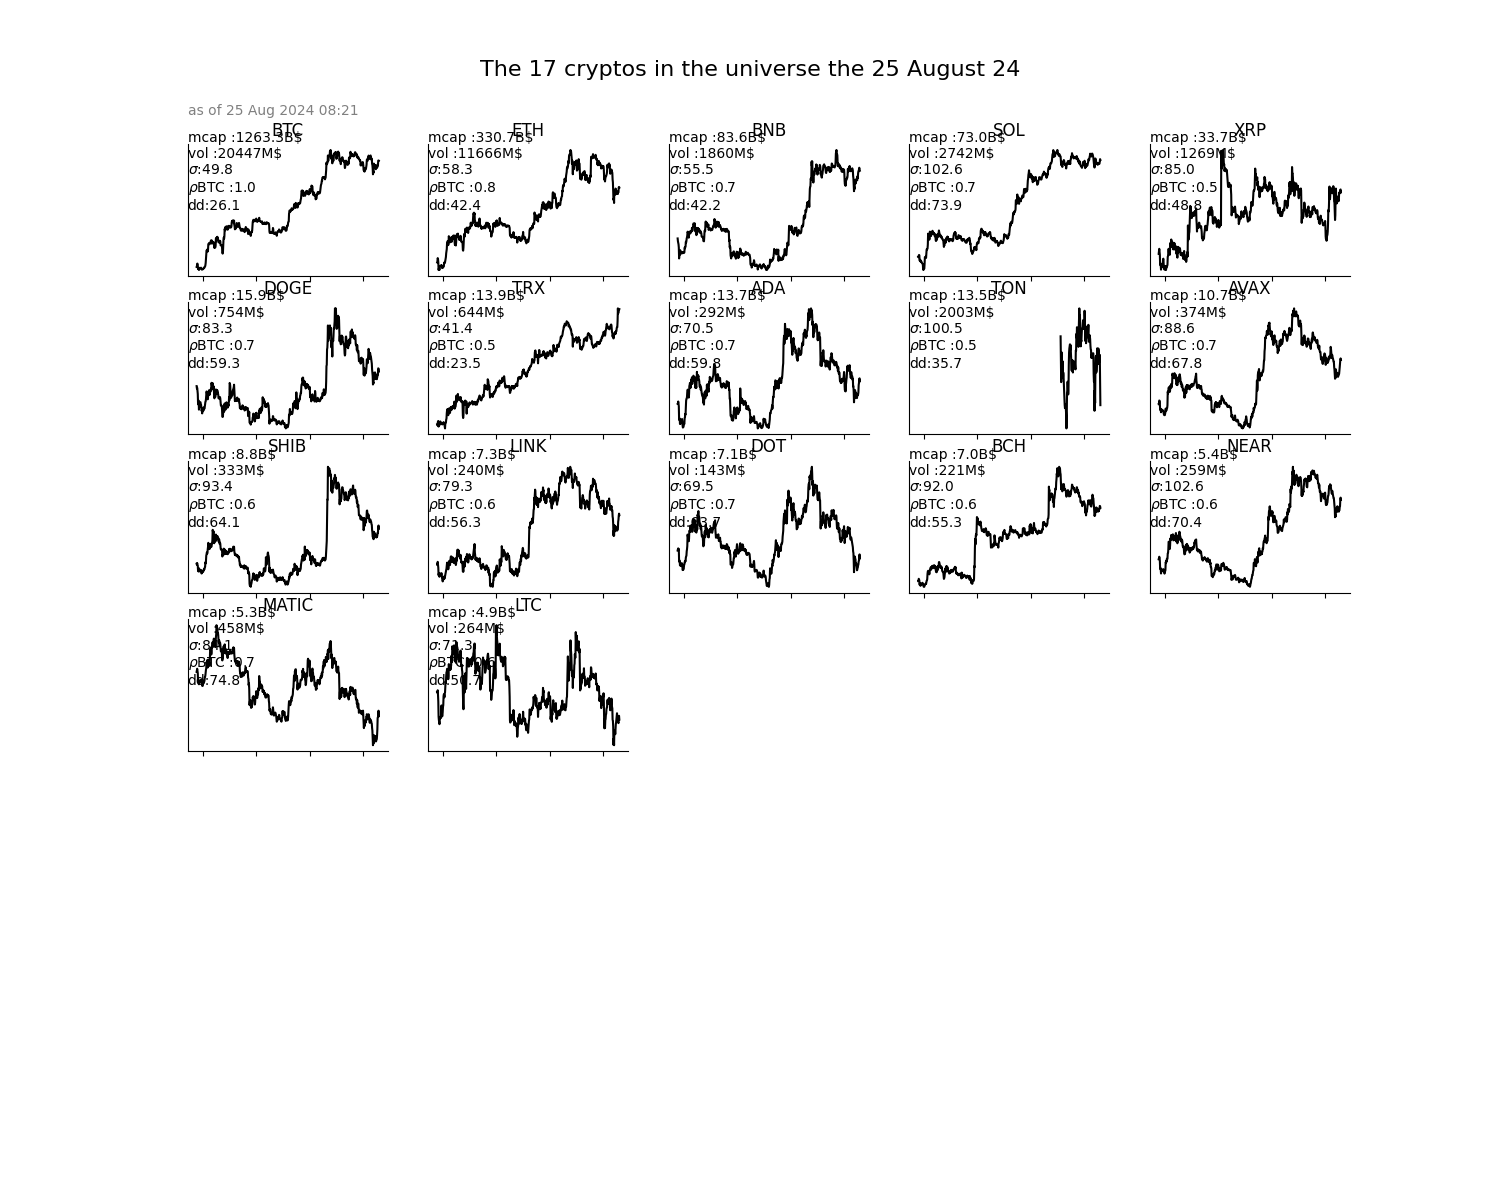 The 17 cryptos in the universe the 25 August 24
as of 25 Aug 2024 08:21
BTC
mcap :1263.3B$
vol :20447M$
σ:49.8
ρBTC :1.0
dd:26.1
ETH
mcap :330.7B$
vol :11666M$
σ:58.3
ρBTC :0.8
dd:42.4
BNB
mcap :83.6B$
vol :1860M$
σ:55.5
ρBTC :0.7
dd:42.2
SOL
mcap :73.0B$
vol :2742M$
σ:102.6
ρBTC :0.7
dd:73.9
XRP
mcap :33.7B$
vol :1269M$
σ:85.0
ρBTC :0.5
dd:48.8
DOGE
mcap :15.9B$
vol :754M$
σ:83.3
ρBTC :0.7
dd:59.3
TRX
mcap :13.9B$
vol :644M$
σ:41.4
ρBTC :0.5
dd:23.5
ADA
mcap :13.7B$
vol :292M$
σ:70.5
ρBTC :0.7
dd:59.8
TON
mcap :13.5B$
vol :2003M$
σ:100.5
ρBTC :0.5
dd:35.7
AVAX
mcap :10.7B$
vol :374M$
σ:88.6
ρBTC :0.7
dd:67.8
SHIB
mcap :8.8B$
vol :333M$
σ:93.4
ρBTC :0.6
dd:64.1
LINK
mcap :7.3B$
vol :240M$
σ:79.3
ρBTC :0.6
dd:56.3
DOT
mcap :7.1B$
vol :143M$
σ:69.5
ρBTC :0.7
BCH
mcap :7.0B$
vol :221M$
σ:92.0
ρBTC :0.6
dd:55.3
NEAR
mcap :5.4B$
vol :259M$
σ:102.6
ρBTC :0.6
dd:70.4
MATIC
mcap :5.3B$
vol :458M$
ρBTC :0.7
dd:74.8
LTC
mcap :4.9B$
vol :264M$